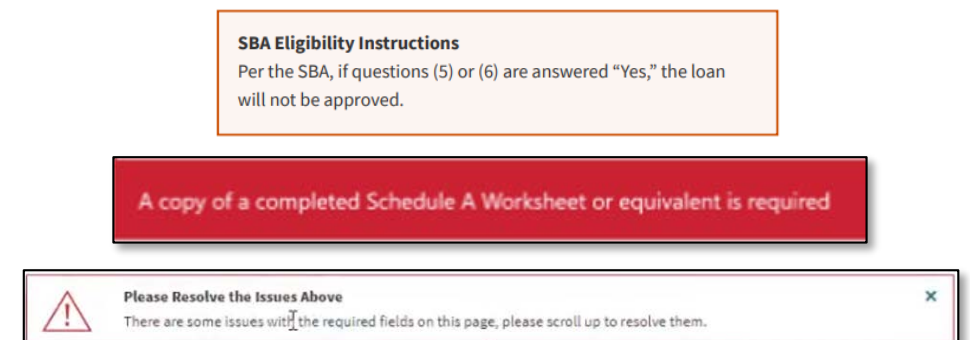 SBA Eligibility Instructions
Per the SBA, if questions (5) or (6) are answered “Yes,” the loan
will not be approved.
A copy of a completed Schedule A Worksheet or equivalent is required
Please Resolve the Issues Above
There are some issues with the required fields on this page, please scroll up to resolve them.